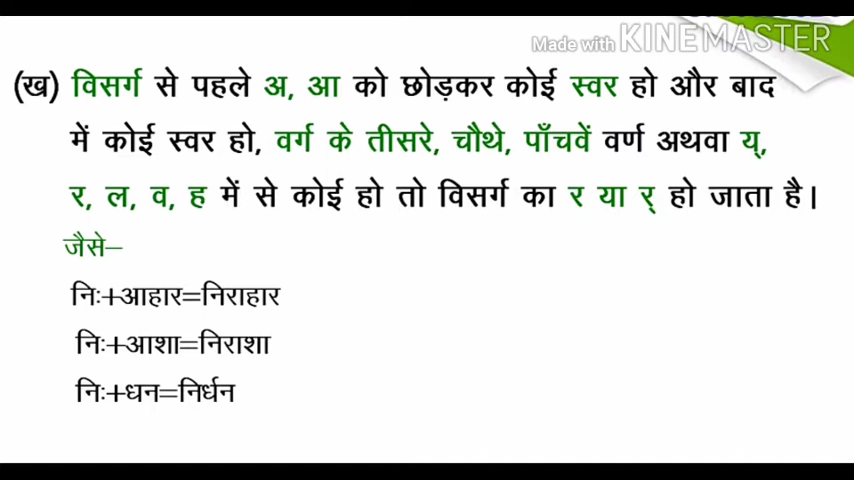 Made with KINEMASTER
(ख) विसर्ग से पहले अ, आ को छोड़कर कोई स्वर हो और बाद
में कोई स्वर हो, वर्ग के तीसरे, चौथे, पाँचवें वर्ण अथवा य्,
र, ल, व, ह में से कोई हो तो विसर्ग का र या र् हो जाता है।
जैसे–
निः+आहार=निराहार
निः+आशा=निराशा
निः+धन=निर्धन